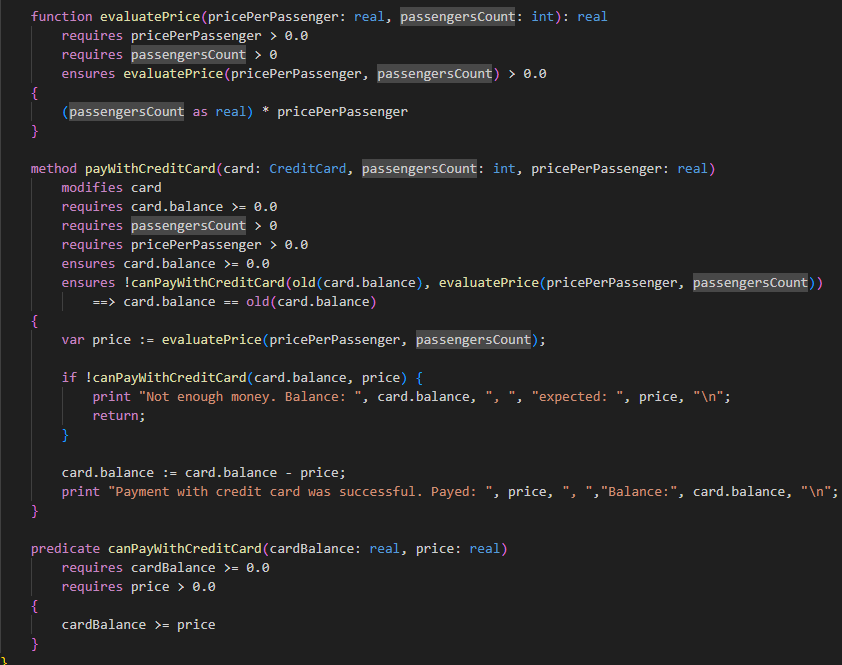 function evaluatePrice(pricePerPassenger: real, passengersCount: int): real
    requires pricePerPassenger > 0.0
    requires passengersCount > 0
    ensures evaluatePrice(pricePerPassenger, passengersCount) > 0.0
{
    (passengersCount as real) * pricePerPassenger
}

method payWithCreditCard(card: CreditCard, passengersCount: int, pricePerPassenger: real)
    modifies card
    requires card.balance >= 0.0
    requires passengersCount > 0
    requires pricePerPassenger > 0.0
    ensures card.balance >= 0.0
    ensures !canPayWithCreditCard(old(card.balance), evaluatePrice(pricePerPassenger, passengersCount))
        ==> card.balance == old(card.balance)
{
    var price := evaluatePrice(pricePerPassenger, passengersCount);

    if !canPayWithCreditCard(card.balance, price) {
        print "Not enough money. Balance: ", card.balance, ", ", "expected: ", price, "\n";
        return;
    }

    card.balance := card.balance - price;
    print "Payment with credit card was successful. Payed: ", price, ", ","Balance:", card.balance, "\n";
}

predicate canPayWithCreditCard(cardBalance: real, price: real)
    requires cardBalance >= 0.0
    requires price > 0.0
{
    cardBalance >= price
}
}